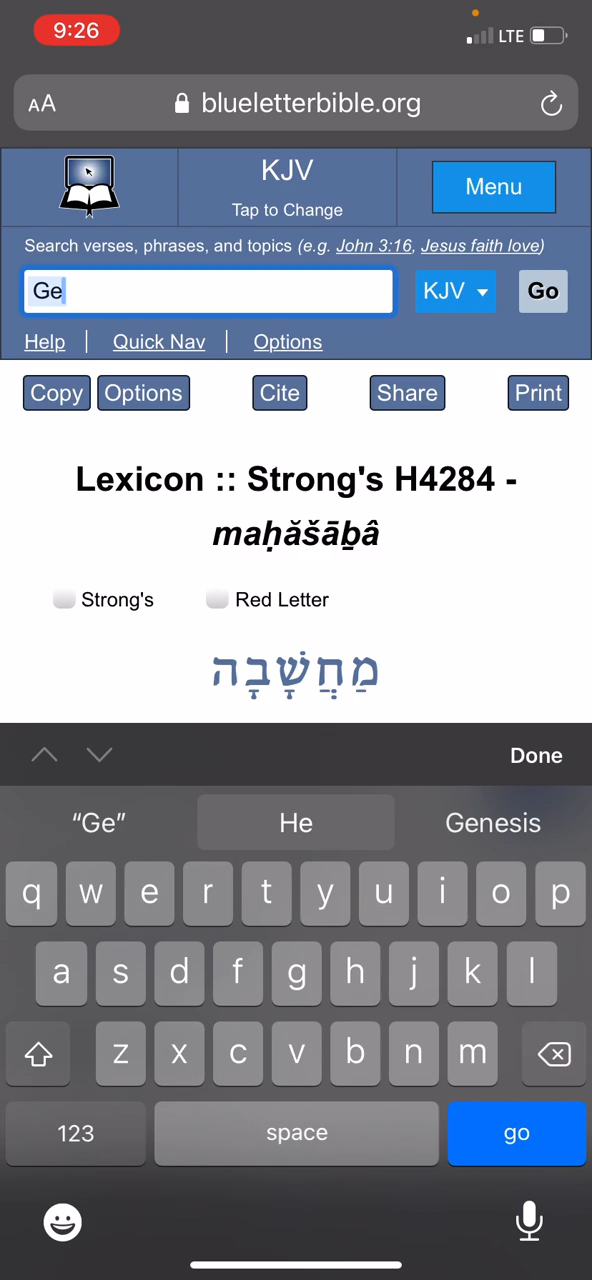 9:26
LTE
AA
blueletterbible.org
KJV
Tap to Change
Menu
Search verses, phrases, and topics (e.g. John 3:16, Jesus faith love)
Ge
KJV
Go
Help | Quick Nav | Options
Copy Options Cite Share Print
Lexicon :: Strong's H4284 -
maḥăšāḇâ
Strong's Red Letter
מַחֲשָׁבָה
Done
“Ge” He Genesis
q w e r t y u i o p
a s d f g h j k l
z x c v b n m
123 space go